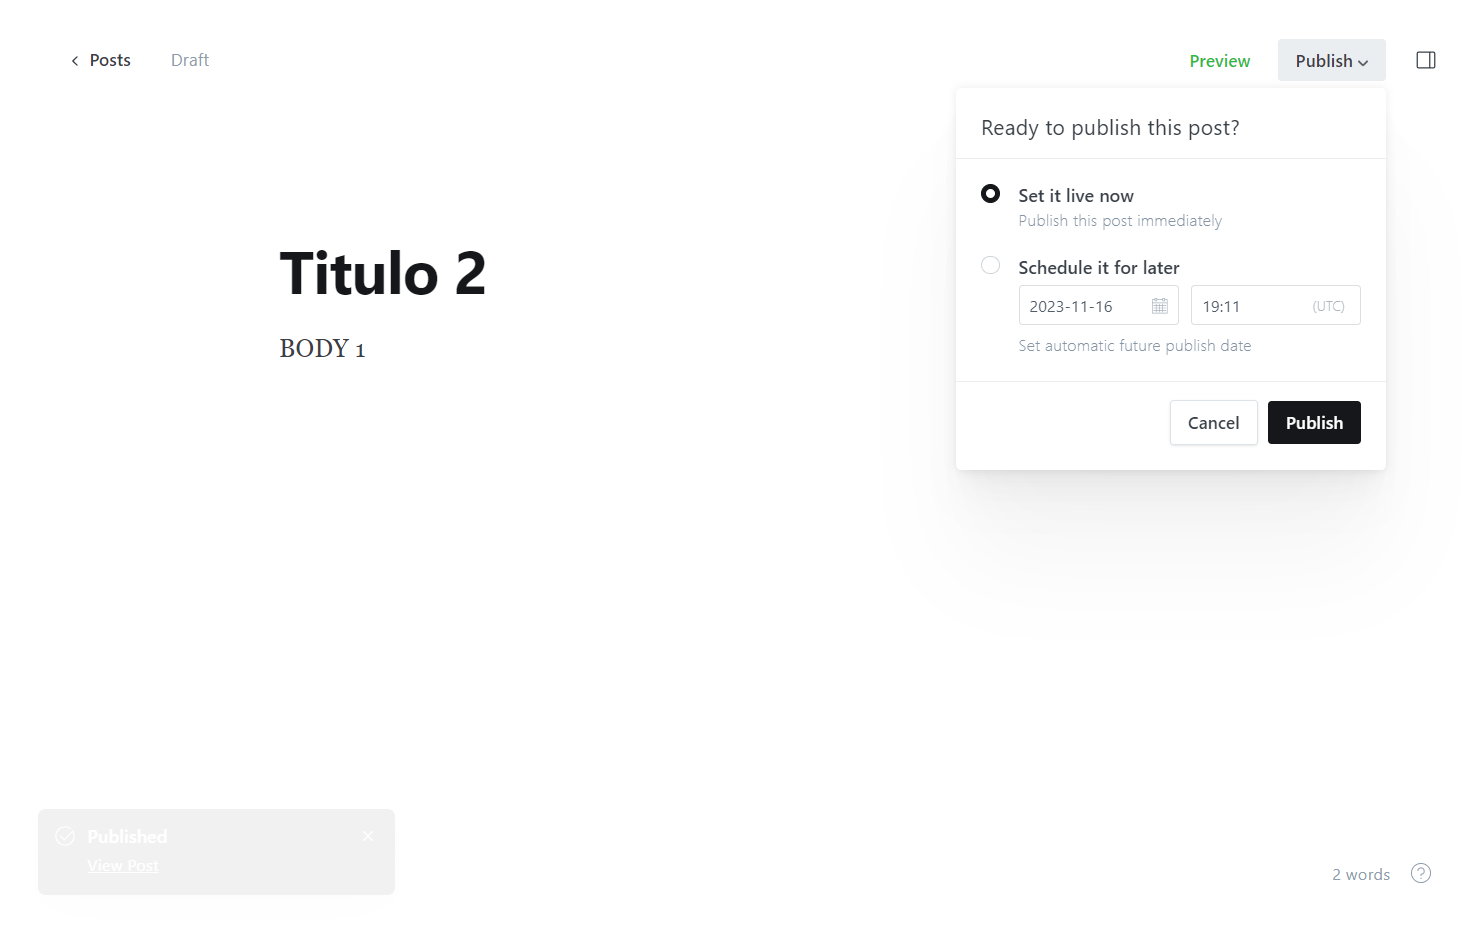 Posts
Draft
Preview
Publish
Ready to publish this post?
Set it live now
Publish this post immediately
Schedule it for later
2023-11-16
19:11
(UTC)
Set automatic future publish date
Cancel
Publish
Titulo 2
BODY 1
Published
View Post
2 words
?